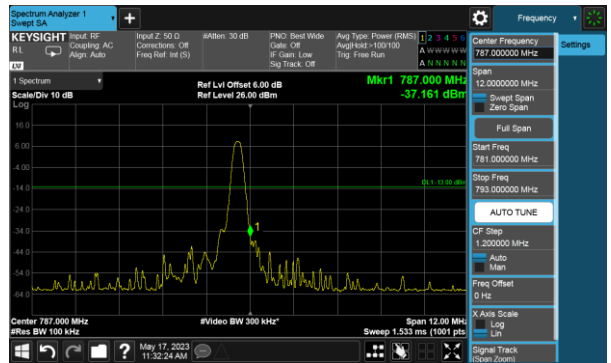 Spectrum Analyzer 1
Swept SA
Frequency
KEYSIGHT
Input: RF
Coupling: AC
Align: Auto
RL
Input Z: 50 Ω
Corrections: Off
Freq Ref: Int (S)
#Atten: 30 dB
PNO: Best Wide
Gate: Off
IF Gain: Low
Sig Track: Off
Avg Type: Power (RMS)
Avg|Hold:>100/100
Trig: Free Run
1 2 3 4 5 6
A W W W W W
A N N N N N
1 Spectrum
Scale/Div 10 dB
Log
Ref Lvl Offset 6.00 dB
Ref Level 26.00 dBm
Mkr1 787.000 MHz
-37.161 dBm
16.0
6.00
-4.00
-14.0
-24.0
-34.0
-44.0
-54.0
-64.0
DL1 -13.00 dBm
1
Center 787.000 MHz
#Res BW 100 kHz
#Video BW 300 kHz*
Span 12.00 MHz
Sweep 1.533 ms (1001 pts)
May 17, 2023
11:32:24 AM
Center Frequency
787.000000 MHz
Settings
Span
12.0000000 MHz
Swept Span
Zero Span
Full Span
Start Freq
781.000000 MHz
Stop Freq
793.000000 MHz
AUTO TUNE
CF Step
1.200000 MHz
Auto
Man
Freq Offset
0 Hz
X Axis Scale
Log
Lin
Signal Track
(Span Zoom)